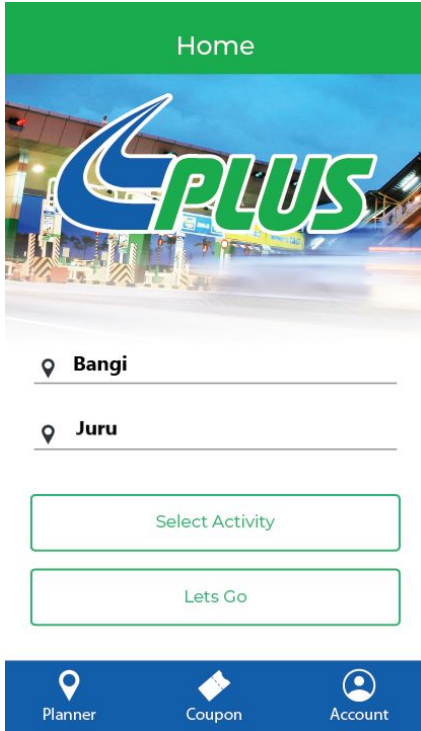 Home
PLUS
Bangi
Juru
Select Activity
Lets Go
Planner
Coupon
Account